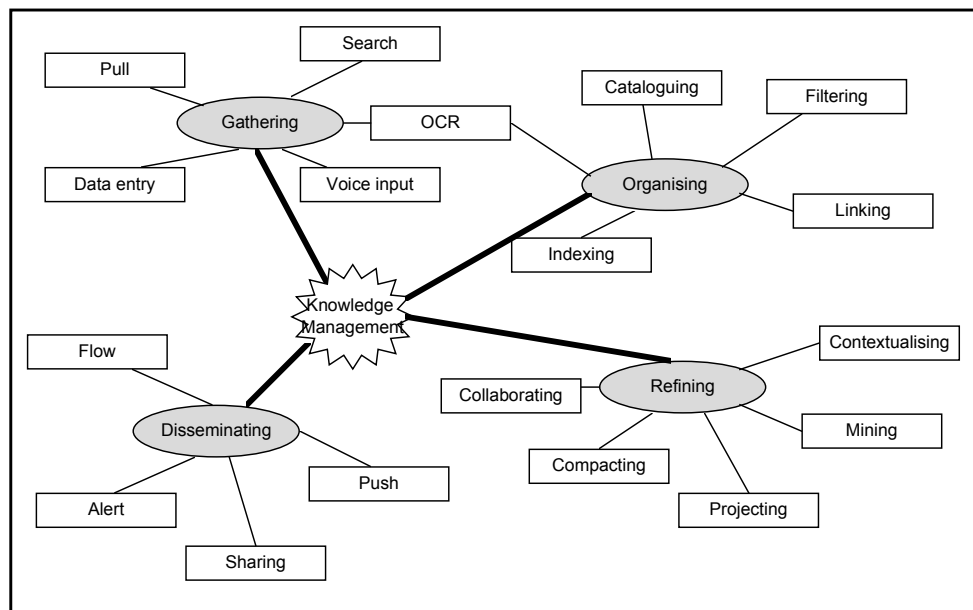 Search
Pull
Cataloguing
Filtering
Gathering
OCR
Data entry
Voice input
Organising
Linking
Indexing
Knowledge
Management
Flow
Contextualising
Collaborating
Refining
Disseminating
Mining
Compacting
Push
Alert
Projecting
Sharing